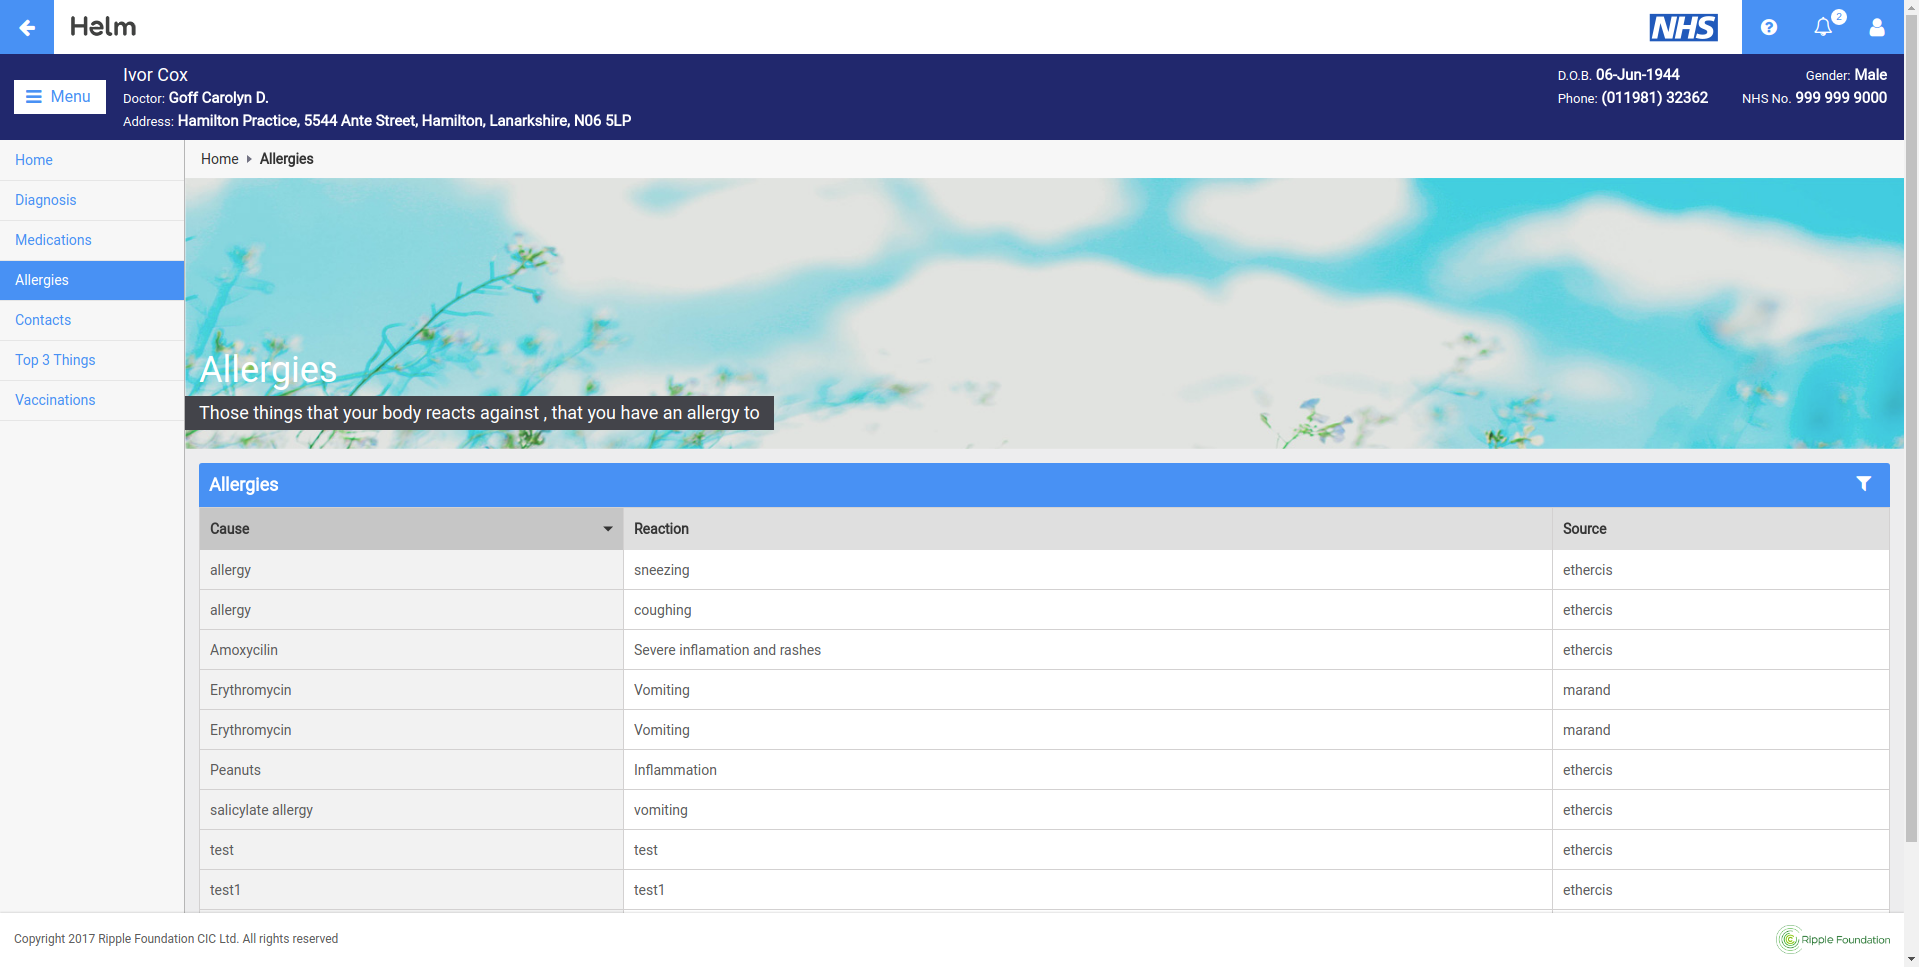 Helm
NHS
2
Menu
Ivor Cox
Doctor: Goff Carolyn D.
Address: Hamilton Practice, 5544 Ante Street, Hamilton, Lanarkshire, N06 5LP
D.O.B. 06-Jun-1944
Gender: Male
Phone: (011981) 32362
NHS No. 999 999 9000
Home
Diagnosis
Medications
Allergies
Contacts
Top 3 Things
Vaccinations
Home Allergies
Allergies
Those things that your body reacts against , that you have an allergy to
Allergies
Cause Reaction Source
allergy sneezing ethercis
allergy coughing ethercis
Amoxycilin Severe inflamation and rashes ethercis
Erythromycin Vomiting marand
Erythromycin Vomiting marand
Peanuts Inflammation ethercis
salicylate allergy vomiting ethercis
test test ethercis
test1 test1 ethercis
Copyright 2017 Ripple Foundation CIC Ltd. All rights reserved
Ripple Foundation